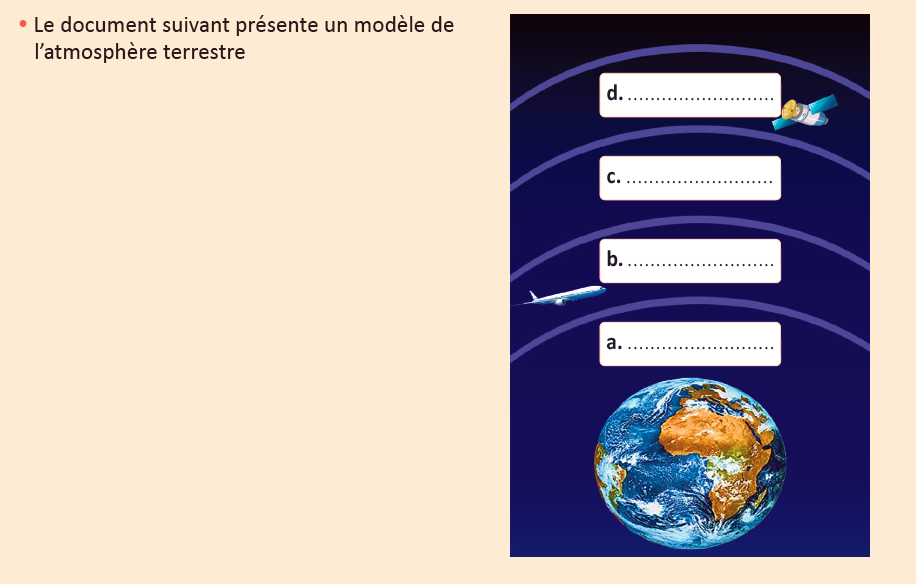 • Le document suivant présente un modèle de
l’atmosphère terrestre
d. ..........................
c. ..........................
b. ..........................
a. ..........................